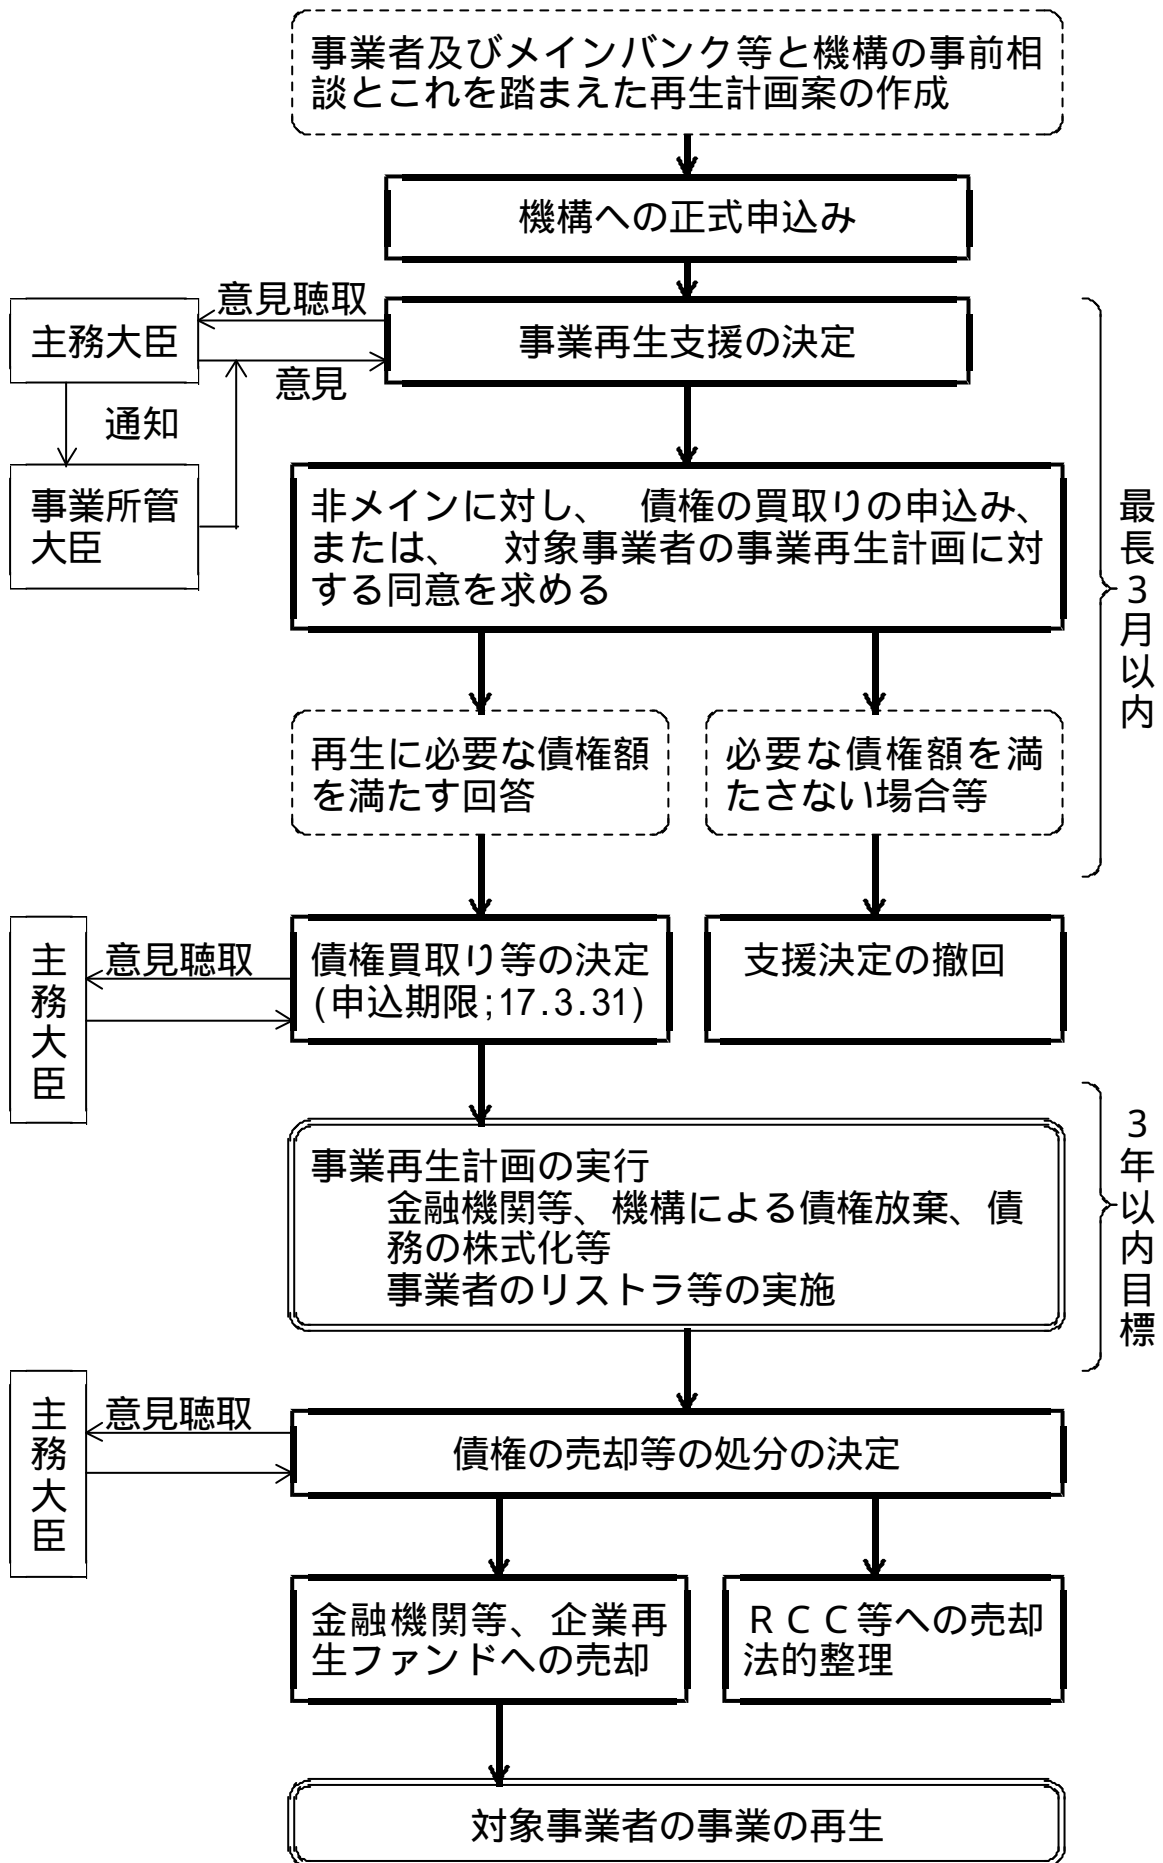 事業者及びメインバンク等と機構の事前相
談とこれを踏まえた再生計画案の作成
機構への正式申込み
意見聴取
主務大臣
事業再生支援の決定
意見
通知
事業所管
大臣
非メインに対し、　債権の買取りの申込み、
または、　対象事業者の事業再生計画に対
する同意を求める
最長３月以内
再生に必要な債権額
を満たす回答
必要な債権額を満
たさない場合等
主務大臣
意見聴取
債権買取り等の決定
(申込期限;17.3.31)
支援決定の撤回
事業再生計画の実行
金融機関等、機構による債権放棄、債
務の株式化等
事業者のリストラ等の実施
３年以内目標
主務大臣
意見聴取
債権の売却等の処分の決定
金融機関等、企業再
生ファンドへの売却
ＲＣＣ等への売却
法的整理
対象事業者の事業の再生